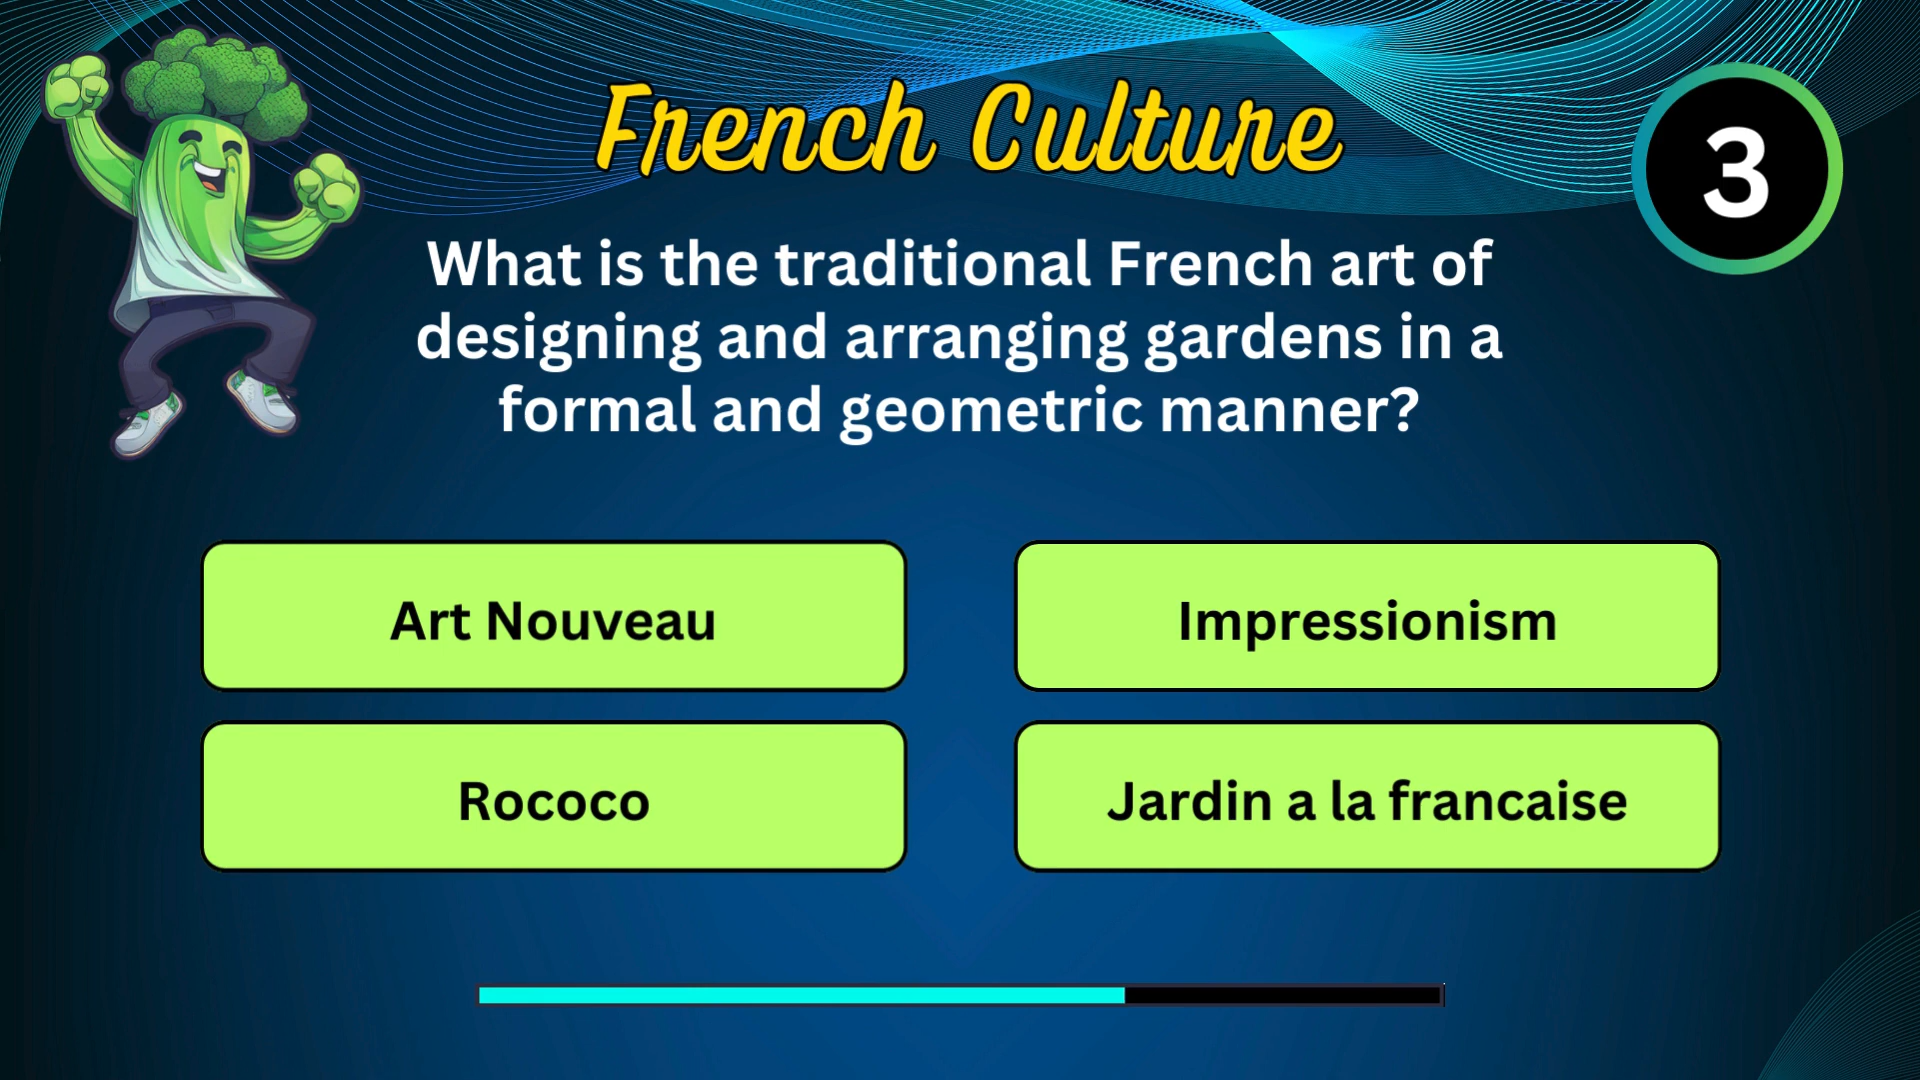 French Culture
3
What is the traditional French art of
designing and arranging gardens in a
formal and geometric manner?
Art Nouveau
Impressionism
Rococo
Jardin a la francaise